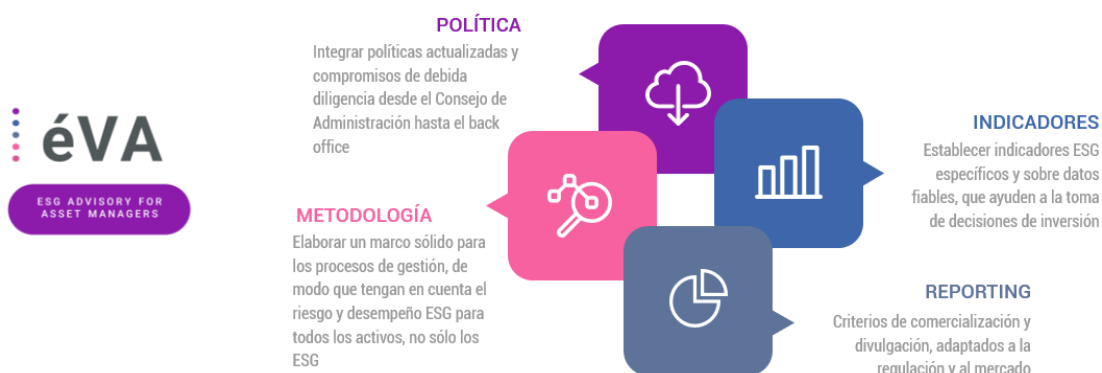 éVA
ESG ADVISORY FOR
ASSET MANAGERS
POLÍTICA
Integrar políticas actualizadas y
compromisos de debida
diligencia desde el Consejo de
Administración hasta el back
office
METODOLOGÍA
Elaborar un marco sólido para
los procesos de gestión, de
modo que tengan en cuenta el
riesgo y desempeño ESG para
todos los activos, no sólo los
ESG
INDICADORES
Establecer indicadores ESG
específicos y sobre datos
fiables, que ayuden a la toma
de decisiones de inversión
REPORTING
Criterios de comercialización y
divulgación, adaptados a la
regulación y al mercado